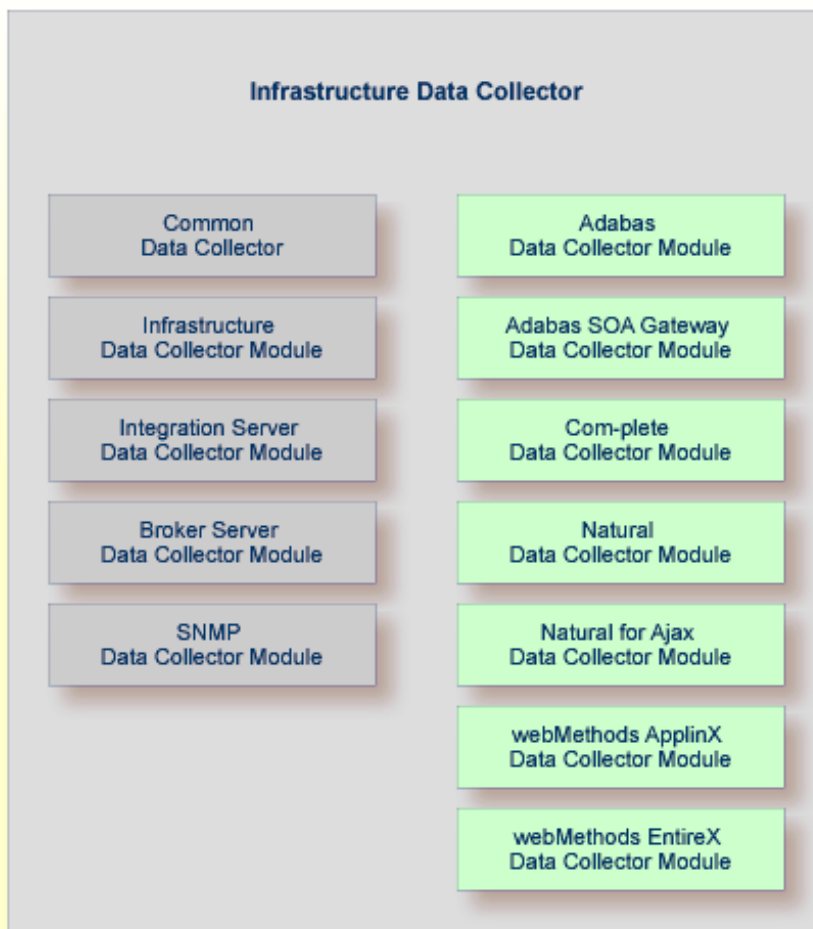 Infrastructure Data Collector
Common
Data Collector
Infrastructure
Data Collector Module
Integration Server
Data Collector Module
Broker Server
Data Collector Module
SNMP
Data Collector Module
Adabas
Data Collector Module
Adabas SOA Gateway
Data Collector Module
Com-plete
Data Collector Module
Natural
Data Collector Module
Natural for Ajax
Data Collector Module
webMethods ApplinX
Data Collector Module
webMethods EntireX
Data Collector Module